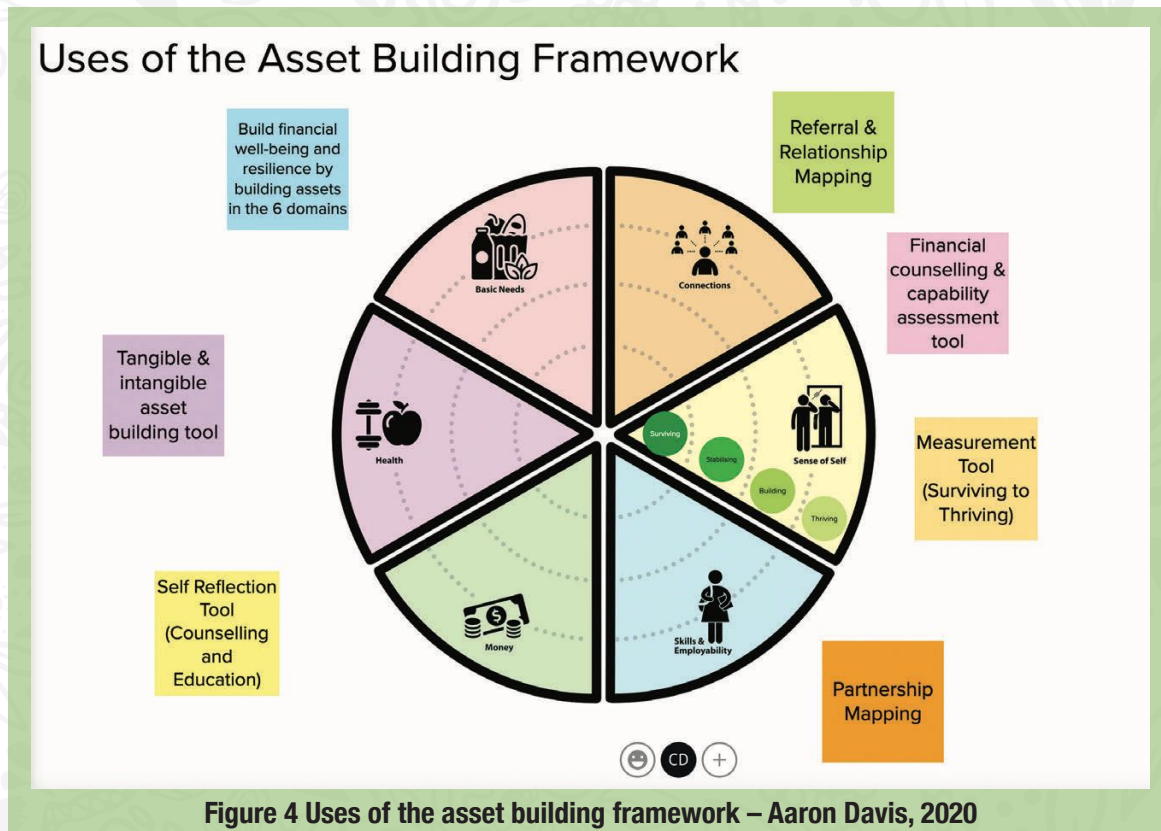 Uses of the Asset Building Framework
Build financial
well-being and
resilience by
building assets
in the 6 domains
Referral &
Relationship
Mapping
Basic Needs
Connections
Financial
counselling &
capability
assessment
tool
Tangible &
intangible
asset
building tool
Health
Surviving
Stabilising
Building
Thriving
Sense of Self
Measurement
Tool
(Surviving to
Thriving)
Self Reflection
Tool
(Counselling
and
Education)
Money
Skills &
Employability
Partnership
Mapping
CD
Figure 4 Uses of the asset building framework – Aaron Davis, 2020